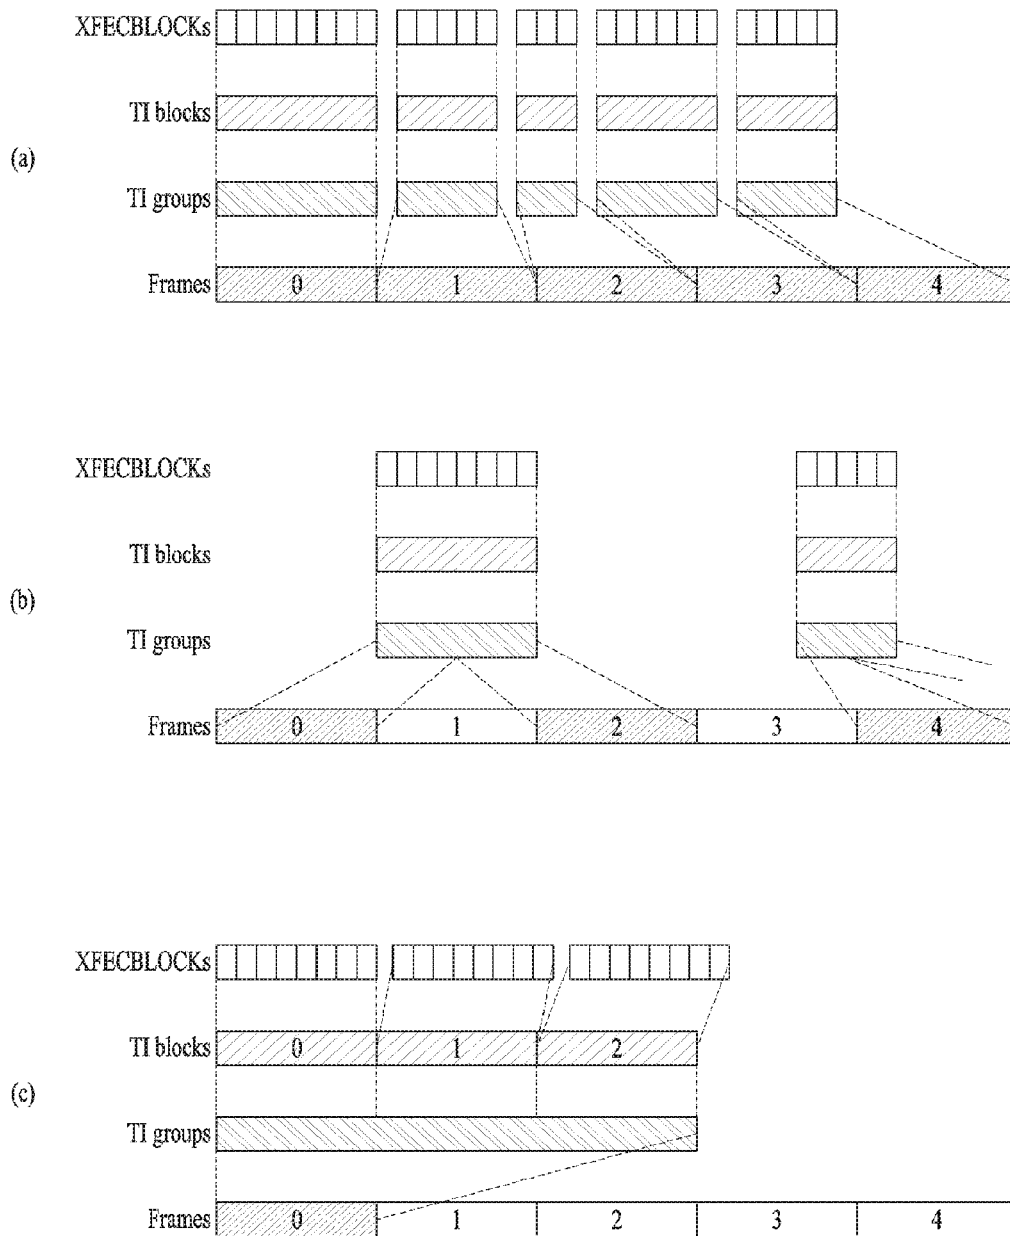 (a)
XFECBLOCKs
TI blocks
TI groups
Frames 0 1 2 3 4
(b)
XFECBLOCKs
TI blocks
TI groups
Frames 0 1 2 3 4
(c)
XFECBLOCKs
TI blocks 0 1 2
TI groups
Frames 0 1 2 3 4